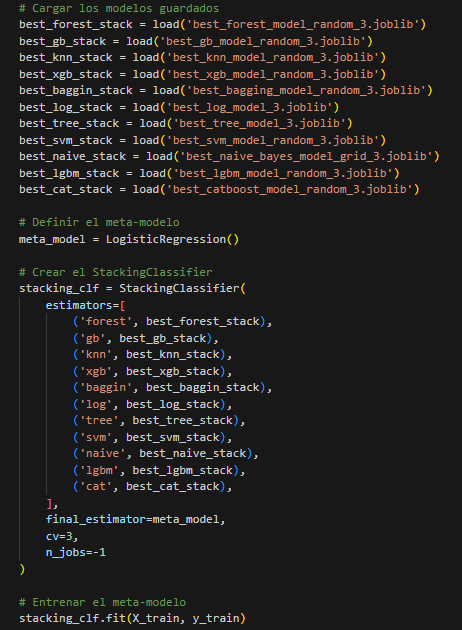 # Cargar los modelos guardados
best_forest_stack = load('best_forest_model_random_3.joblib')
best_gb_stack = load('best_gb_model_random_3.joblib')
best_knn_stack = load('best_knn_model_random_3.joblib')
best_xgb_stack = load('best_xgb_model_random_3.joblib')
best_baggin_stack = load('best_bagging_model_random_3.joblib')
best_log_stack = load('best_log_model_3.joblib')
best_tree_stack = load('best_tree_model_3.joblib')
best_svm_stack = load('best_svm_model_random_3.joblib')
best_naive_stack = load('best_naive_bayes_model_grid_3.joblib')
best_lgbm_stack = load('best_lgbm_model_random_3.joblib')
best_cat_stack = load('best_catboost_model_random_3.joblib')

# Definir el meta-modelo
meta_model = LogisticRegression()

# Crear el StackingClassifier
stacking_clf = StackingClassifier(
    estimators=[
        ('forest', best_forest_stack),
        ('gb', best_gb_stack),
        ('knn', best_knn_stack),
        ('xgb', best_xgb_stack),
        ('baggin', best_baggin_stack),
        ('log', best_log_stack),
        ('tree', best_tree_stack),
        ('svm', best_svm_stack),
        ('naive', best_naive_stack),
        ('lgbm', best_lgbm_stack),
        ('cat', best_cat_stack),
    ],
    final_estimator=meta_model,
    cv=3,
    n_jobs=-1
)

# Entrenar el meta-modelo
stacking_clf.fit(X_train, y_train)